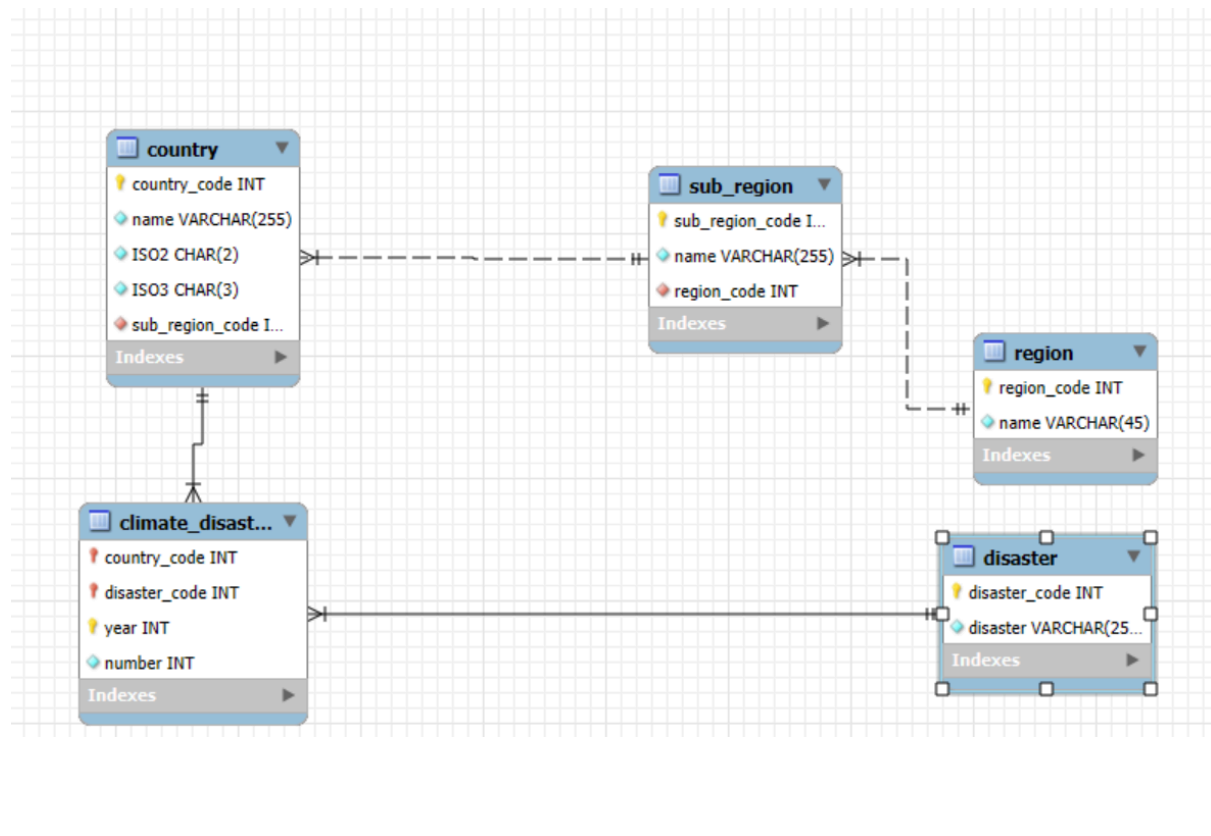 country
country_code INT
name VARCHAR(255)
ISO2 CHAR(2)
ISO3 CHAR(3)
sub_region_code I...
Indexes
sub_region
sub_region_code I...
name VARCHAR(255)
region_code INT
Indexes
region
region_code INT
name VARCHAR(45)
Indexes
climate_disast...
country_code INT
disaster_code INT
year INT
number INT
Indexes
disaster
disaster_code INT
disaster VARCHAR(25...
Indexes